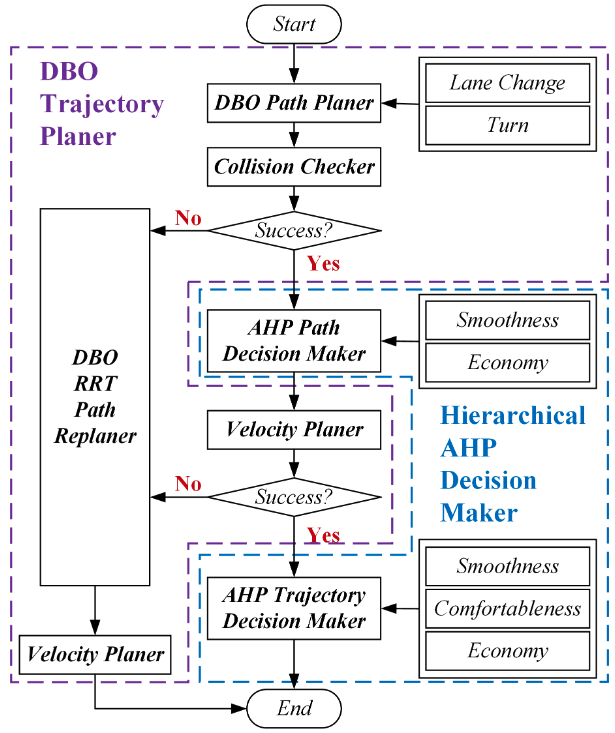 Start
DBO
Trajectory
Planer
DBO Path Planer
Lane Change
Turn
Collision Checker
Success?
No
Yes
AHP Path
Decision Maker
Smoothness
Economy
DBO
RRT
Path
Replaner
Velocity Planer
Hierarchical
AHP
Decision
Maker
Success?
No
Yes
AHP Trajectory
Decision Maker
Smoothness
Comfortableness
Economy
Velocity Planer
End